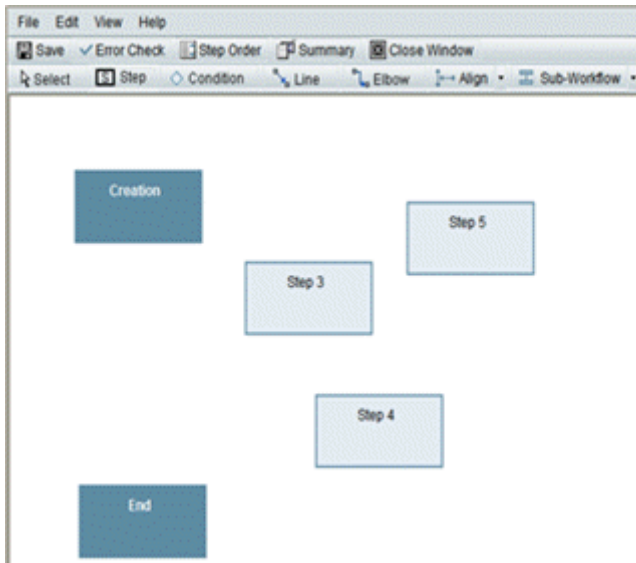 File Edit View Help
Save Error Check Step Order Summary Close Window
Select S Step Condition Line Elbow Align Sub-Workflow
Creation
Step 5
Step 3
Step 4
End